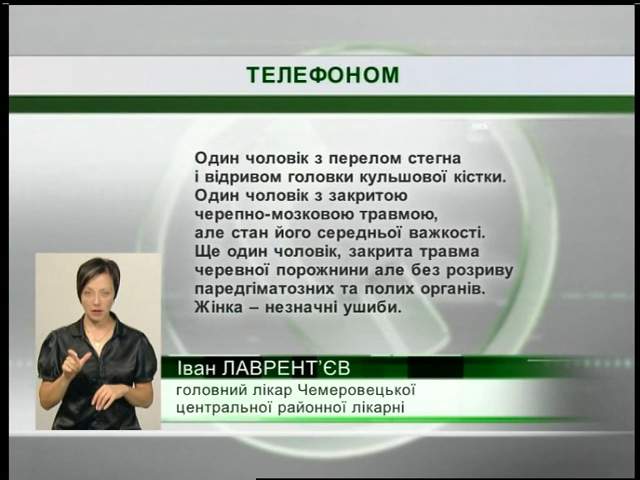 ТЕЛЕФОНОМ
Один чоловік з перелом стегна
і відривом головки кульшової кістки.
Один чоловік з закритою
черепно-мозковою травмою,
але стан його середньої важкості.
Ще один чоловік, закрита травма
черевної порожнини але без розриву
паредгіматозних та полих органів.
Жінка – незначні ушиби.
Іван ЛАВРЕНТ'ЄВ
головний лікар Чемеровецької
центральної районної лікарні